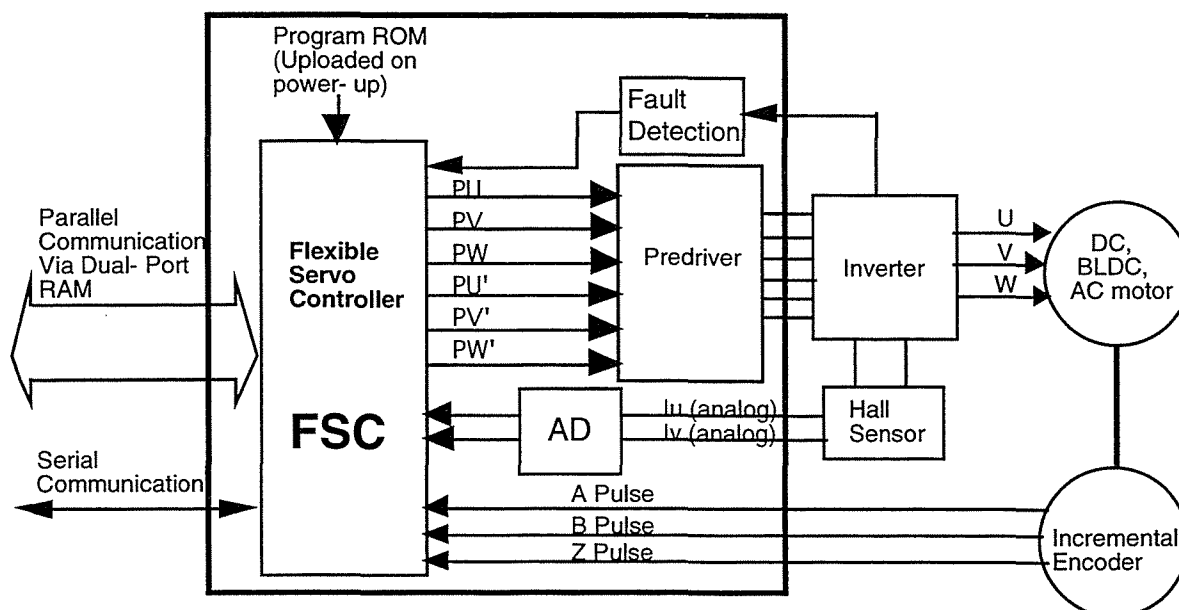 Program ROM
(Uploaded on
power- up)
Fault
Detection
Parallel
Communication
Via Dual- Port
RAM
Flexible
Servo
Controller
FSC
PU
PV
PW
PU'
PV'
PW'
Predriver
Inverter
U
V
W
DC,
BLDC,
AC motor
AD
Iu (analog)
Iv (analog)
Hall
Sensor
Serial
Communication
A Pulse
B Pulse
Z Pulse
Incremental
Encoder